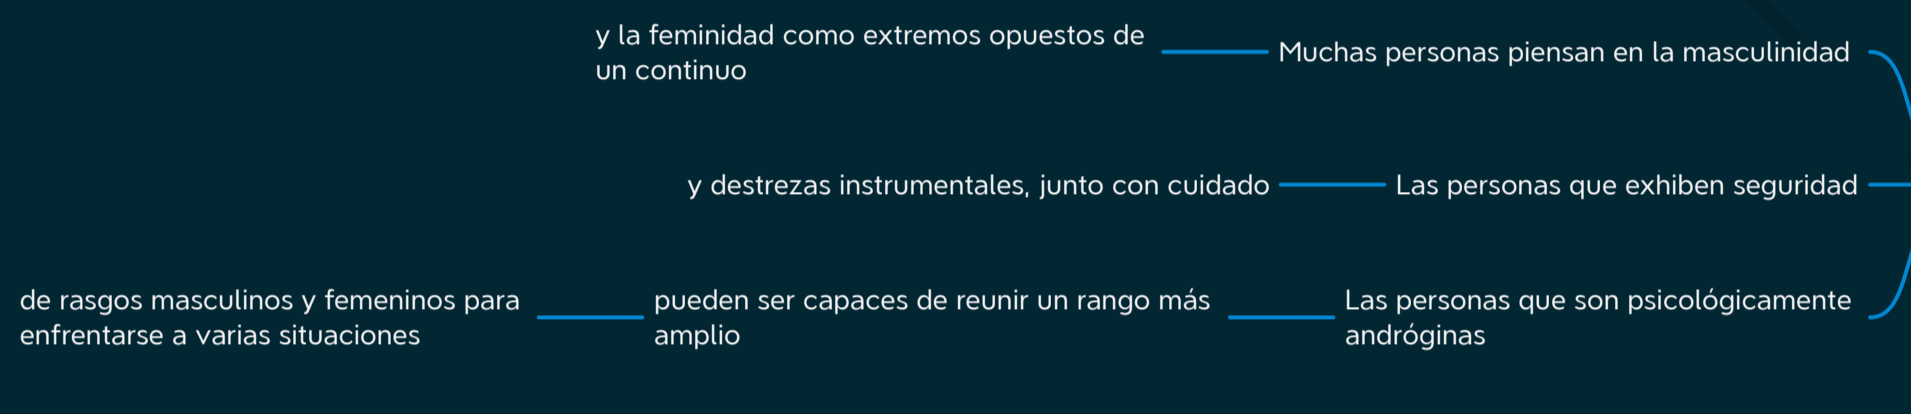 Muchas personas piensan en la masculinidad
y la feminidad como extremos opuestos de
un continuo
Las personas que exhiben seguridad
y destrezas instrumentales, junto con cuidado
Las personas que son psicológicamente
andróginas
pueden ser capaces de reunir un rango más
amplio
de rasgos masculinos y femeninos para
enfrentarse a varias situaciones